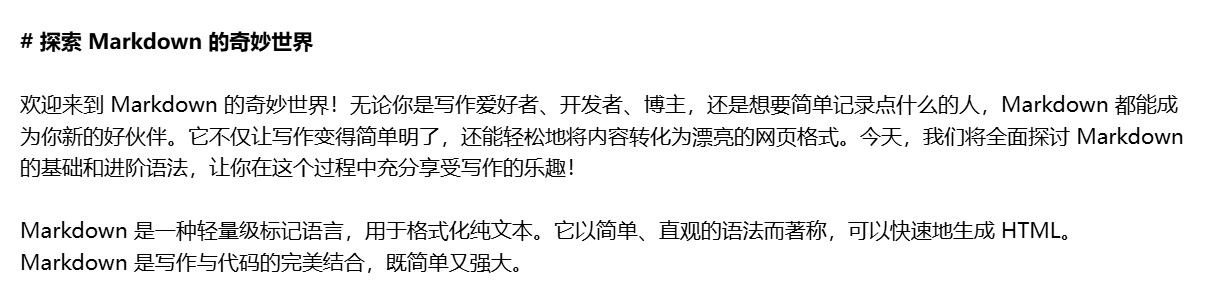 # 探索 Markdown 的奇妙世界
欢迎来到 Markdown 的奇妙世界！无论你是写作爱好者、开发者、博主，还是想要简单记录点什么的人，Markdown 都能成
为你新的好伙伴。它不仅让写作变得简单明了，还能轻松地将内容转化为漂亮的网页格式。今天，我们将全面探讨 Markdown
的基础和进阶语法，让你在这个过程中充分享受写作的乐趣！
Markdown 是一种轻量级标记语言，用于格式化纯文本。它以简单、直观的语法而著称，可以快速地生成 HTML。
Markdown 是写作与代码的完美结合，既简单又强大。